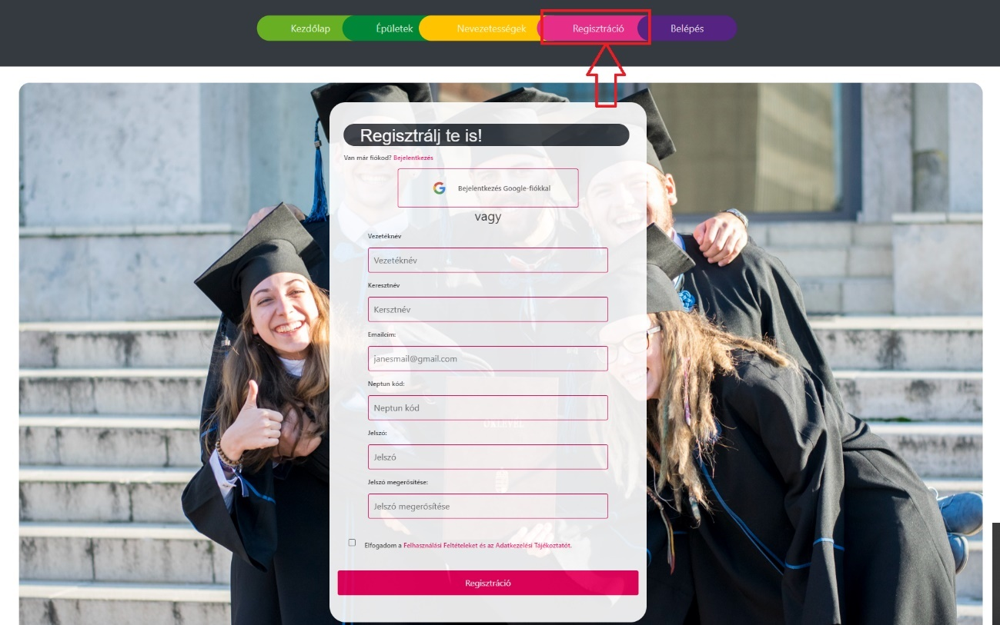 Kezdőlap Épületek Nevezetességek Regisztráció Belépés
Regisztrálj te is!
Van már fiókod? Bejelentkezés
Bejelentkezés Google-fiókkal
vagy
Vezetéknév
Vezetéknév
Keresztnév
Kersztnév
Emailcím:
janesmail@gmail.com
Neptun kód:
Neptun kód
OKLEVÉL
Jelszó:
Jelszó
Jelszó megerősítése:
Jelszó megerősítése
Elfogadom a Felhasználási Feltételeket és az Adatkezelési Tájékoztatót.
Regisztráció